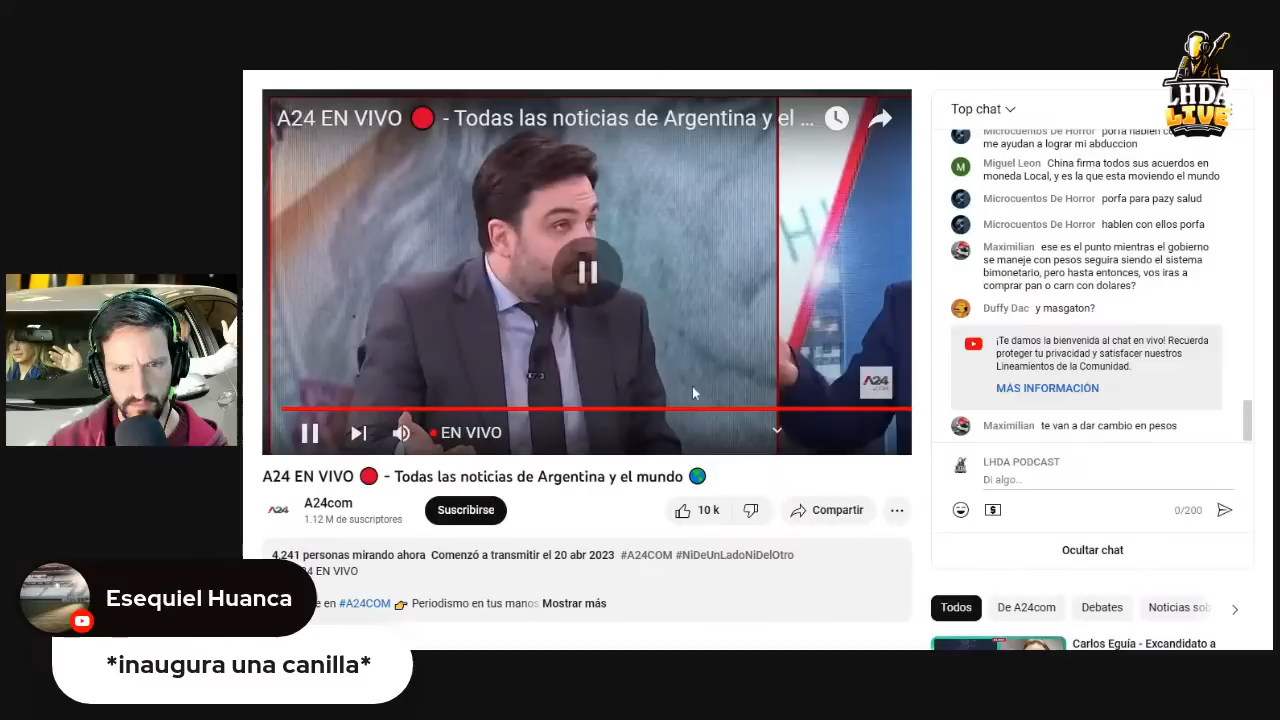 LHDA
LIVE
A24 EN VIVO 🔴 - Todas las noticias de Argentina y el ...
A24
.COM
EN VIVO
A24 EN VIVO 🔴 - Todas las noticias de Argentina y el mundo 🌎
A24
A24com
1.12 M de suscriptores
Suscribirse
10 k
Compartir
4.241 personas mirando ahora Comenzó a transmitir el 20 abr 2023 #A24COM #NiDeUnLadoNiDelOtro
4 EN VIVO
e en #A24COM 👉 Periodismo en tus manos Mostrar más
Top chat
Microcuentos De Horror porfa hablen
me ayudan a lograr mi abduccion
M
Miguel Leon China firma todos sus acuerdos en
moneda Local, y es la que esta moviendo el mundo
Microcuentos De Horror porfa para pazy salud
Microcuentos De Horror hablen con ellos porfa
Maximilian ese es el punto mientras el gobierno
se maneje con pesos seguira siendo el sistema
bimonetario, pero hasta entonces, vos iras a
comprar pan o carn con dolares?
Duffy Dac y masgaton?
¡Te damos la bienvenida al chat en vivo! Recuerda
proteger tu privacidad y satisfacer nuestros
Lineamientos de la Comunidad.
MÁS INFORMACIÓN
Maximilian te van a dar cambio en pesos
LHDA PODCAST
Di algo...
0/200
Ocultar chat
Todos
De A24com
Debates
Noticias sob
Carlos Eguía - Excandidato a
Esequiel Huanca
*inaugura una canilla*